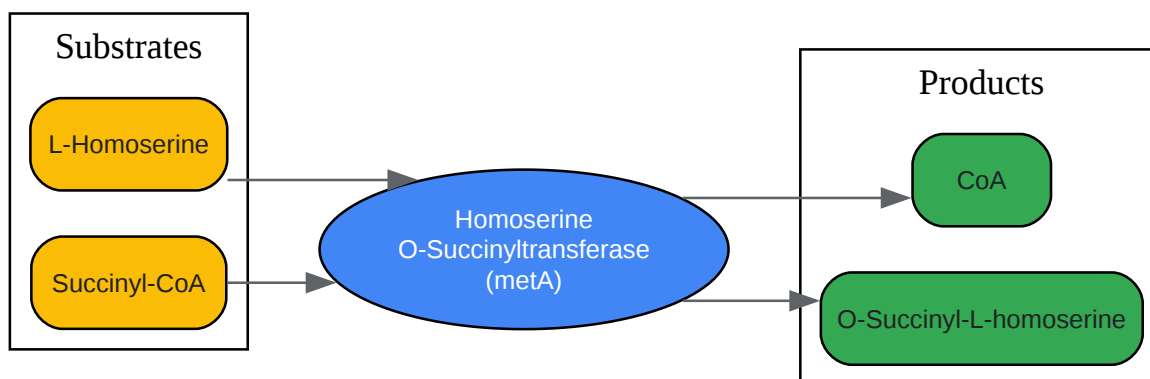 Substrates
L-Homoserine
Succinyl-CoA
Homoserine
O-Succinyltransferase
(metA)
Products
CoA
O-Succinyl-L-homoserine